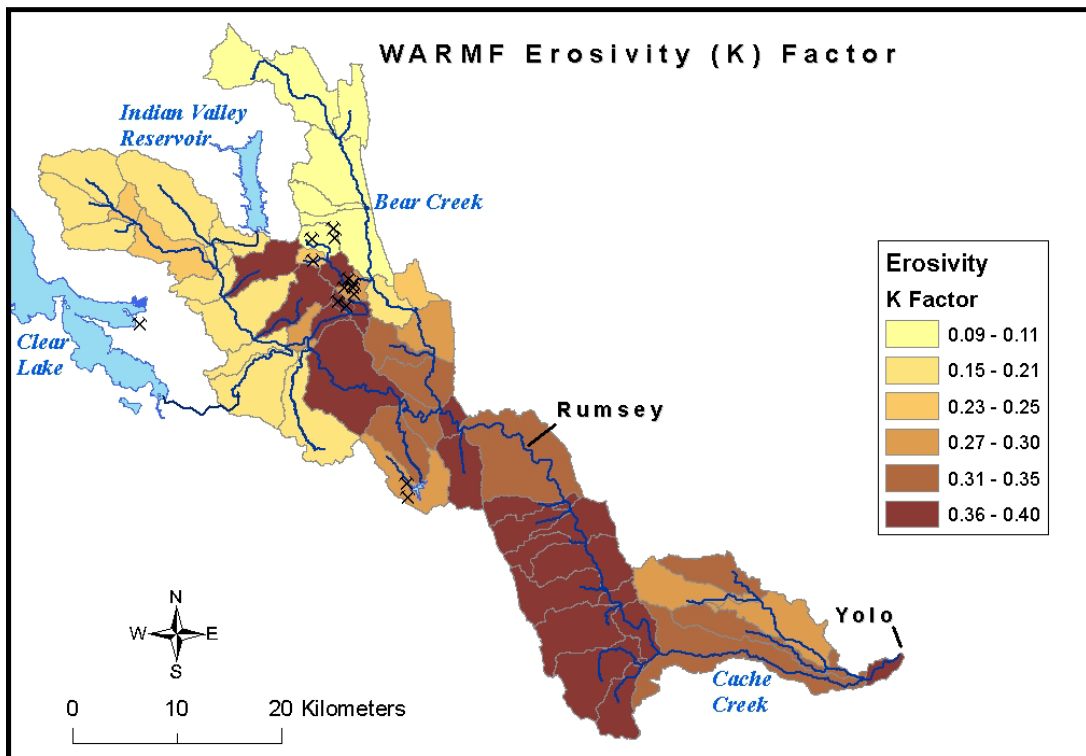 WARMF Erosivity (K) Factor
Indian Valley
Reservoir
Bear Creek
Clear
Lake
Rumsey
Erosivity
K Factor
0.09 - 0.11
0.15 - 0.21
0.23 - 0.25
0.27 - 0.30
0.31 - 0.35
0.36 - 0.40
Yolo
Cache
Creek
N
W E
S
0 10 20 Kilometers